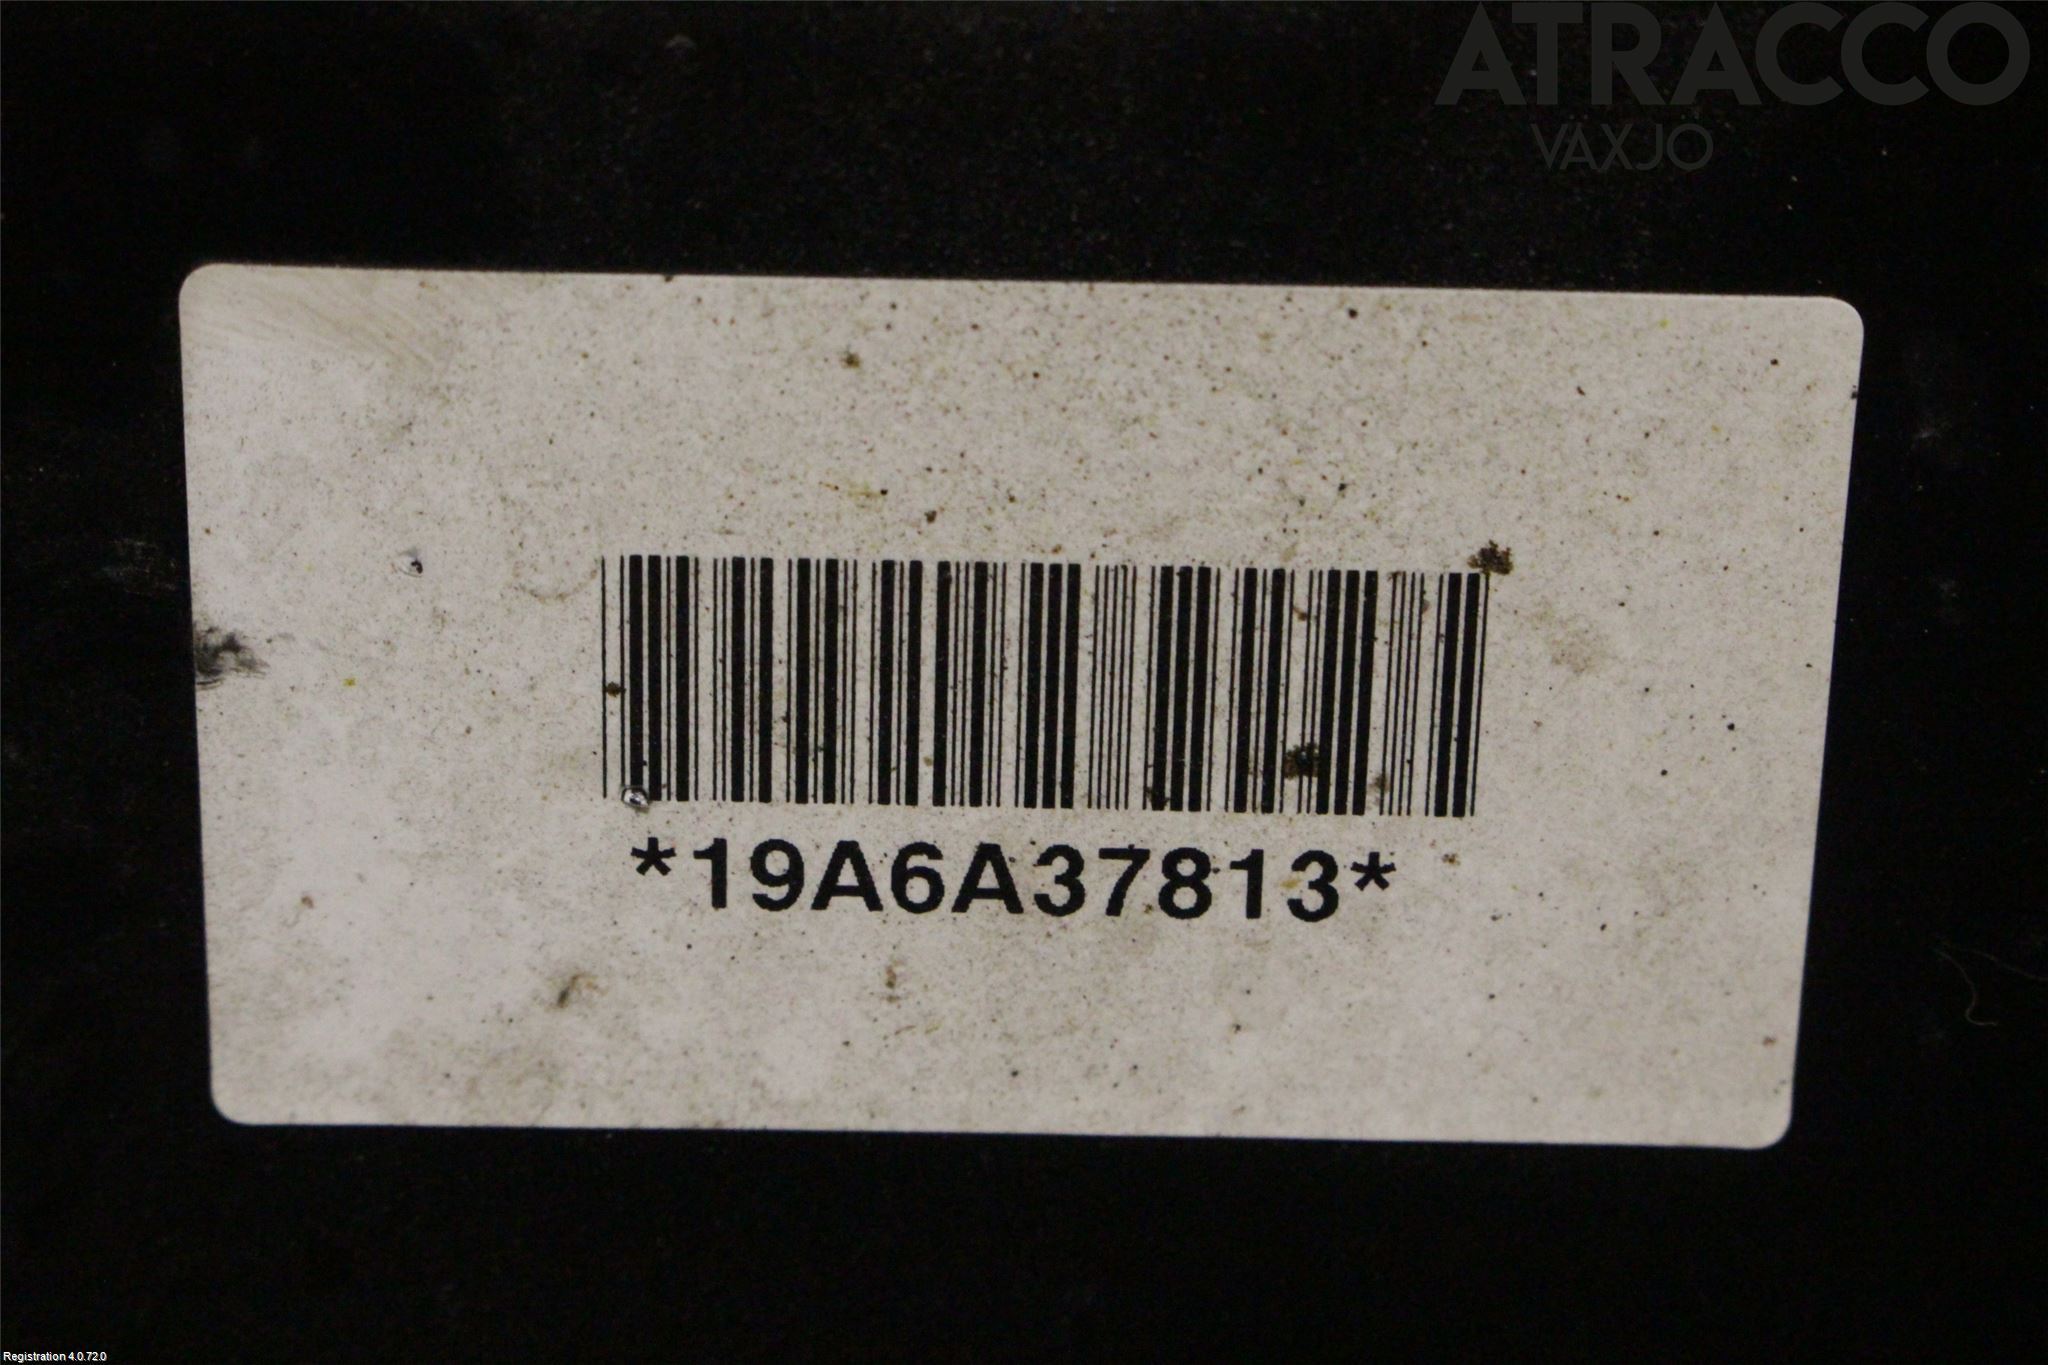 ATRACCO
VÄXJÖ
*19A6A37813*
Registration 4.0.72.0